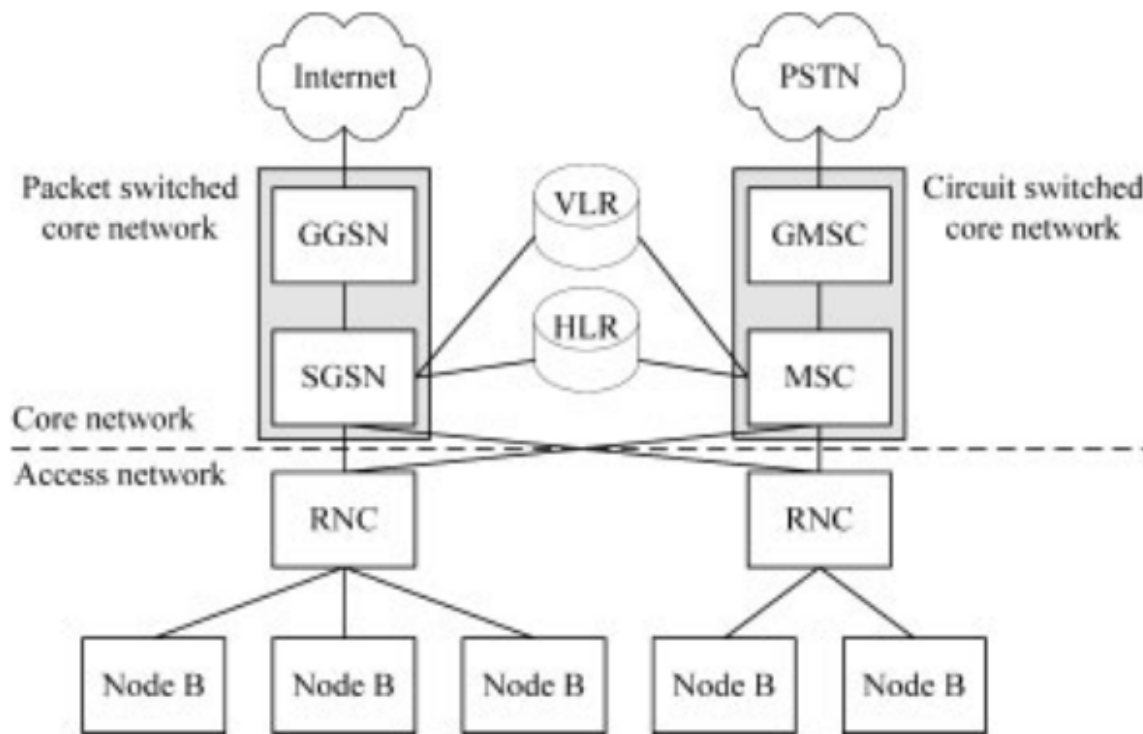 Internet
PSTN
Packet switched
core network
VLR
Circuit switched
core network
GGSN
GMSC
HLR
SGSN
MSC
Core network
Access network
RNC
RNC
Node B
Node B
Node B
Node B
Node B